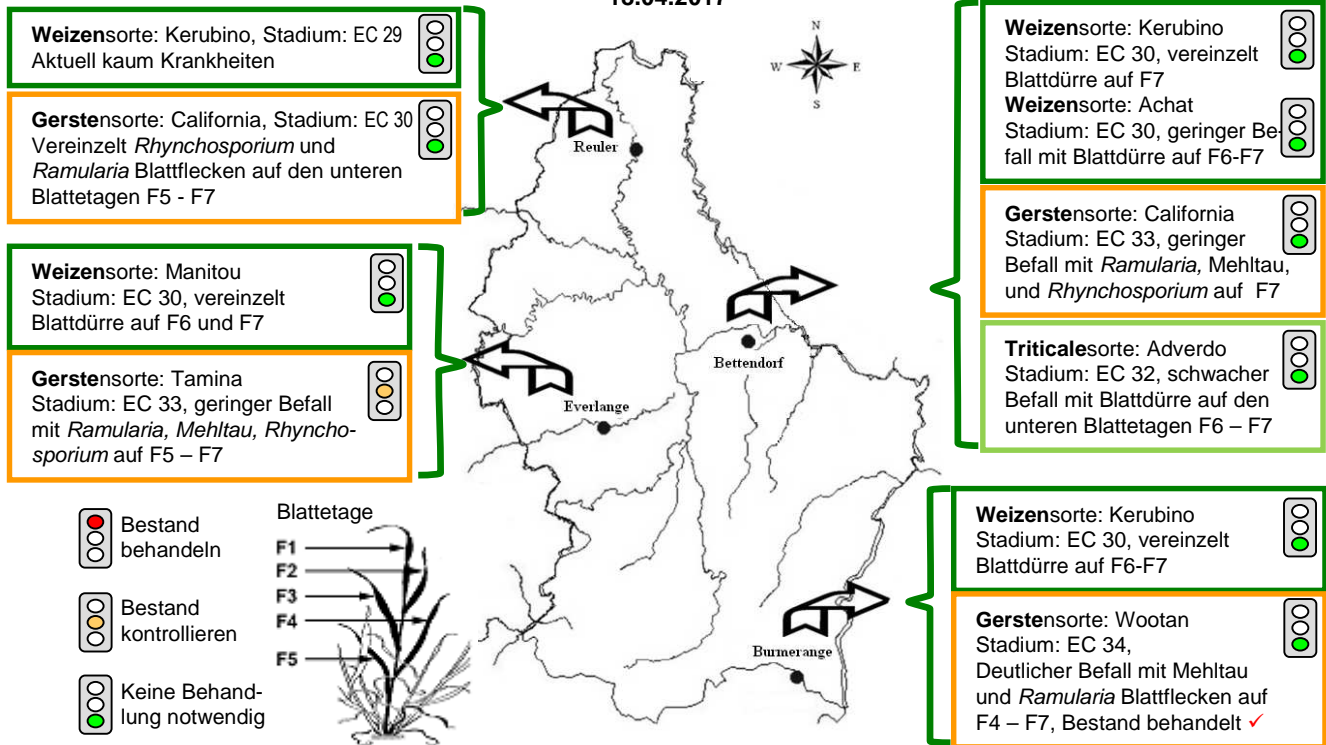 Weizensorte: Kerubino, Stadium: EC 29
Aktuell kaum Krankheiten
Gerstensorte: California, Stadium: EC 30
Vereinzelt Rhynchosporium und
Ramularia Blattflecken auf den unteren
Blattetagen F5 - F7
Weizensorte: Manitou
Stadium: EC 30, vereinzelt
Blattdürre auf F6 und F7
Gerstensorte: Tamina
Stadium: EC 33, geringer Befall
mit Ramularia, Mehltau, Rhyncho-
sporium auf F5 – F7
Bestand
behandeln
Bestand
kontrollieren
Keine Behand-
lung notwendig
Blattetage
F1
F2
F3
F4
F5
N
W
E
S
Reuler
Bettendorf
Everlange
Burmerange
Weizensorte: Kerubino
Stadium: EC 30, vereinzelt
Blattdürre auf F7
Weizensorte: Achat
Stadium: EC 30, geringer Be-
fall mit Blattdürre auf F6-F7
Gerstensorte: California
Stadium: EC 33, geringer
Befall mit Ramularia, Mehltau,
und Rhynchosporium auf F7
Triticalesorte: Adverdo
Stadium: EC 32, schwacher
Befall mit Blattdürre auf den
unteren Blattetagen F6 – F7
Weizensorte: Kerubino
Stadium: EC 30, vereinzelt
Blattdürre auf F6-F7
Gerstensorte: Wootan
Stadium: EC 34,
Deutlicher Befall mit Mehltau
und Ramularia Blattflecken auf
F4 – F7, Bestand behandelt ✓